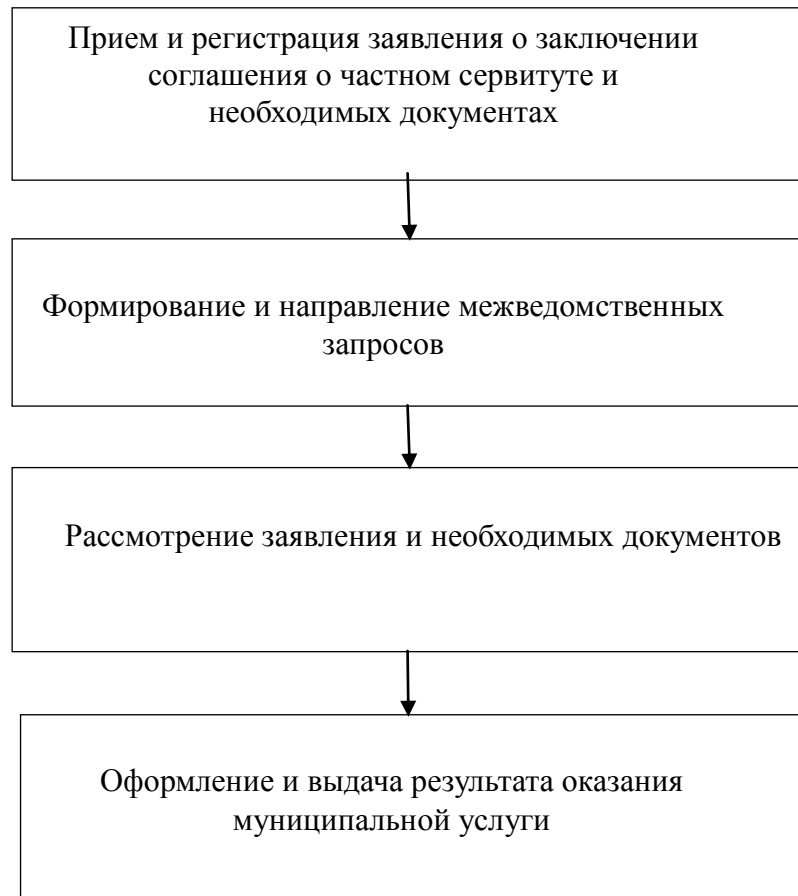 Прием и регистрация заявления о заключении
соглашения о частном сервитуте и
необходимых документах
Формирование и направление межведомственных
запросов
Рассмотрение заявления и необходимых документов
Оформление и выдача результата оказания
муниципальной услуги